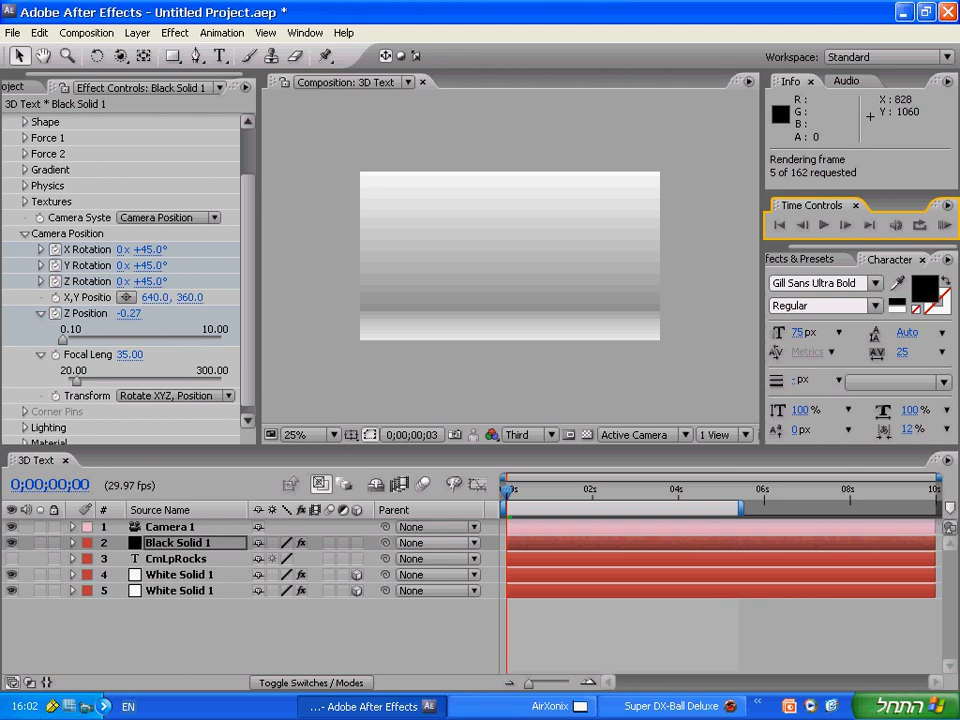 Adobe After Effects - Untitled Project.aep *
File Edit Composition Layer Effect Animation View Window Help
Workspace: Standard
oject Effect Controls: Black Solid 1
3D Text * Black Solid 1
Shape
Force 1
Force 2
Gradient
Physics
Textures
Camera Syste Camera Position
Camera Position
X Rotation 0 x +45.0°
Y Rotation 0 x +45.0°
Z Rotation 0 x +45.0°
X,Y Positio 640.0, 360.0
Z Position -0.27
0.10 10.00
Focal Leng 35.00
20.00 300.00
Transform Rotate XYZ, Position
Corner Pins
Lighting
Material
Composition: 3D Text
25% 0;00;00;03 Third Active Camera 1 View
Info Audio
R : X : 828
G : Y : 1060
B :
A : 0
Rendering frame
5 of 162 requested
Time Controls
fects & Presets Character
Gill Sans Ultra Bold
Regular
75 px Auto
Metrics 25
- px
100 % 100 %
0 px 12 %
3D Text
0;00;00;00 (29.97 fps)
# Source Name Parent
02s 04s 06s 08s 10s
1 Camera 1 None
2 Black Solid 1 None
3 T CmLpRocks None
4 White Solid 1 None
5 White Solid 1 None
Toggle Switches / Modes
16:02 EN ...- Adobe After Effects AirXonix Super DX-Ball Deluxe התחל